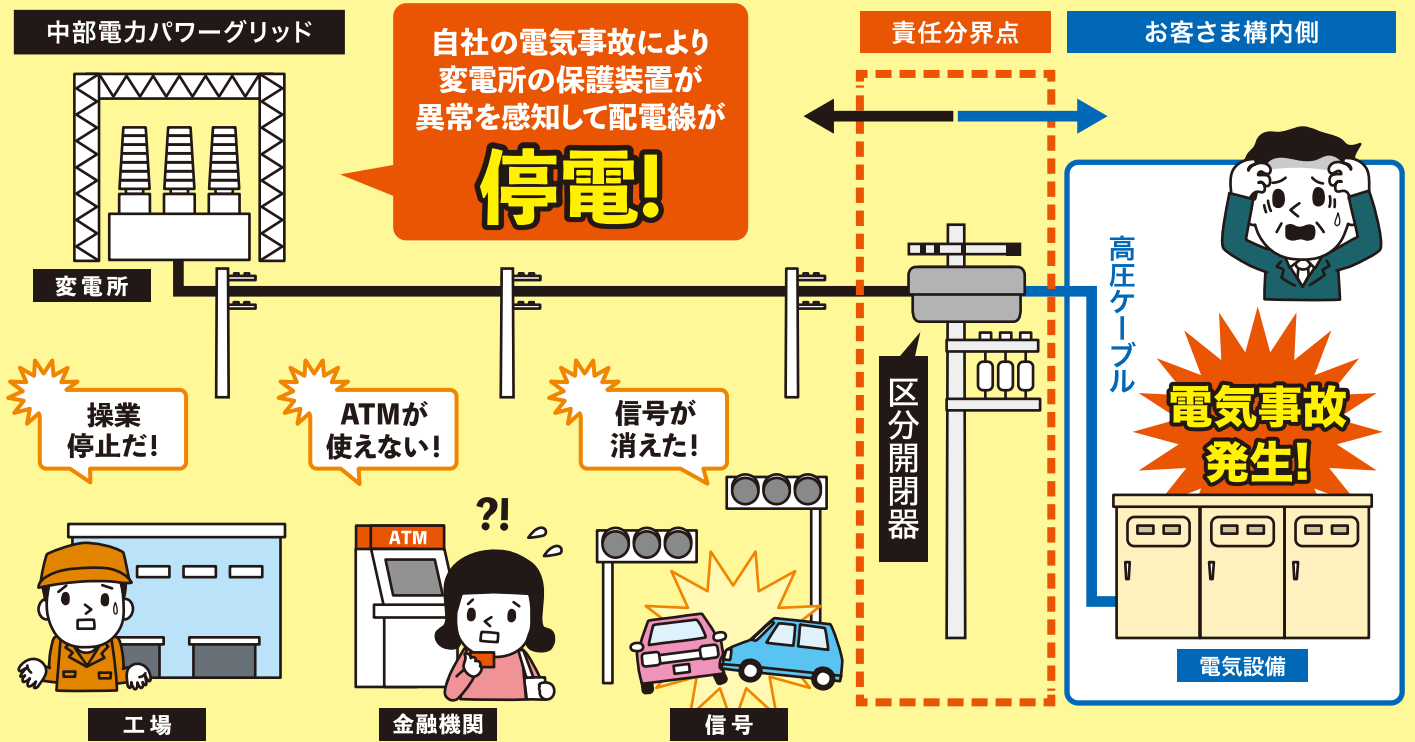 中部電力パワーグリッド
自社の電気事故により
変電所の保護装置が
異常を感知して配電線が
停電!
責任分界点
お客さま構内側
変電所
高圧ケーブル
区分開閉器
電気事故
発生!
電気設備
操業
停止だ!
ATMが
使えない!
信号が
消えた!
?!
ATM
工場
金融機関
信号